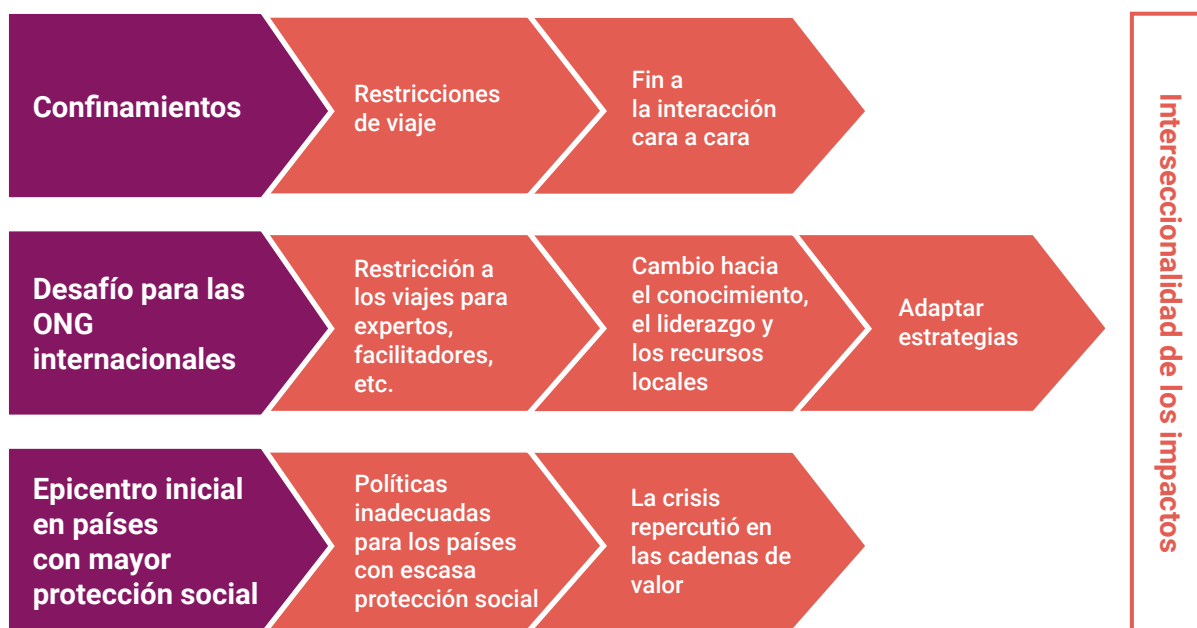 Confinamientos
Restricciones
de viaje
Fin a
la interacción
cara a cara
Desafío para las
ONG
internacionales
Restricción a
los viajes para
expertos,
facilitadores,
etc.
Cambio hacia
el conocimiento,
el liderazgo y
los recursos
locales
Adaptar
estrategias
Epicentro inicial
en países
con mayor
protección social
Políticas
inadecuadas
para los países
con escasa
protección social
La crisis
repercutió en
las cadenas de
valor
Interseccionalidad de los impactos